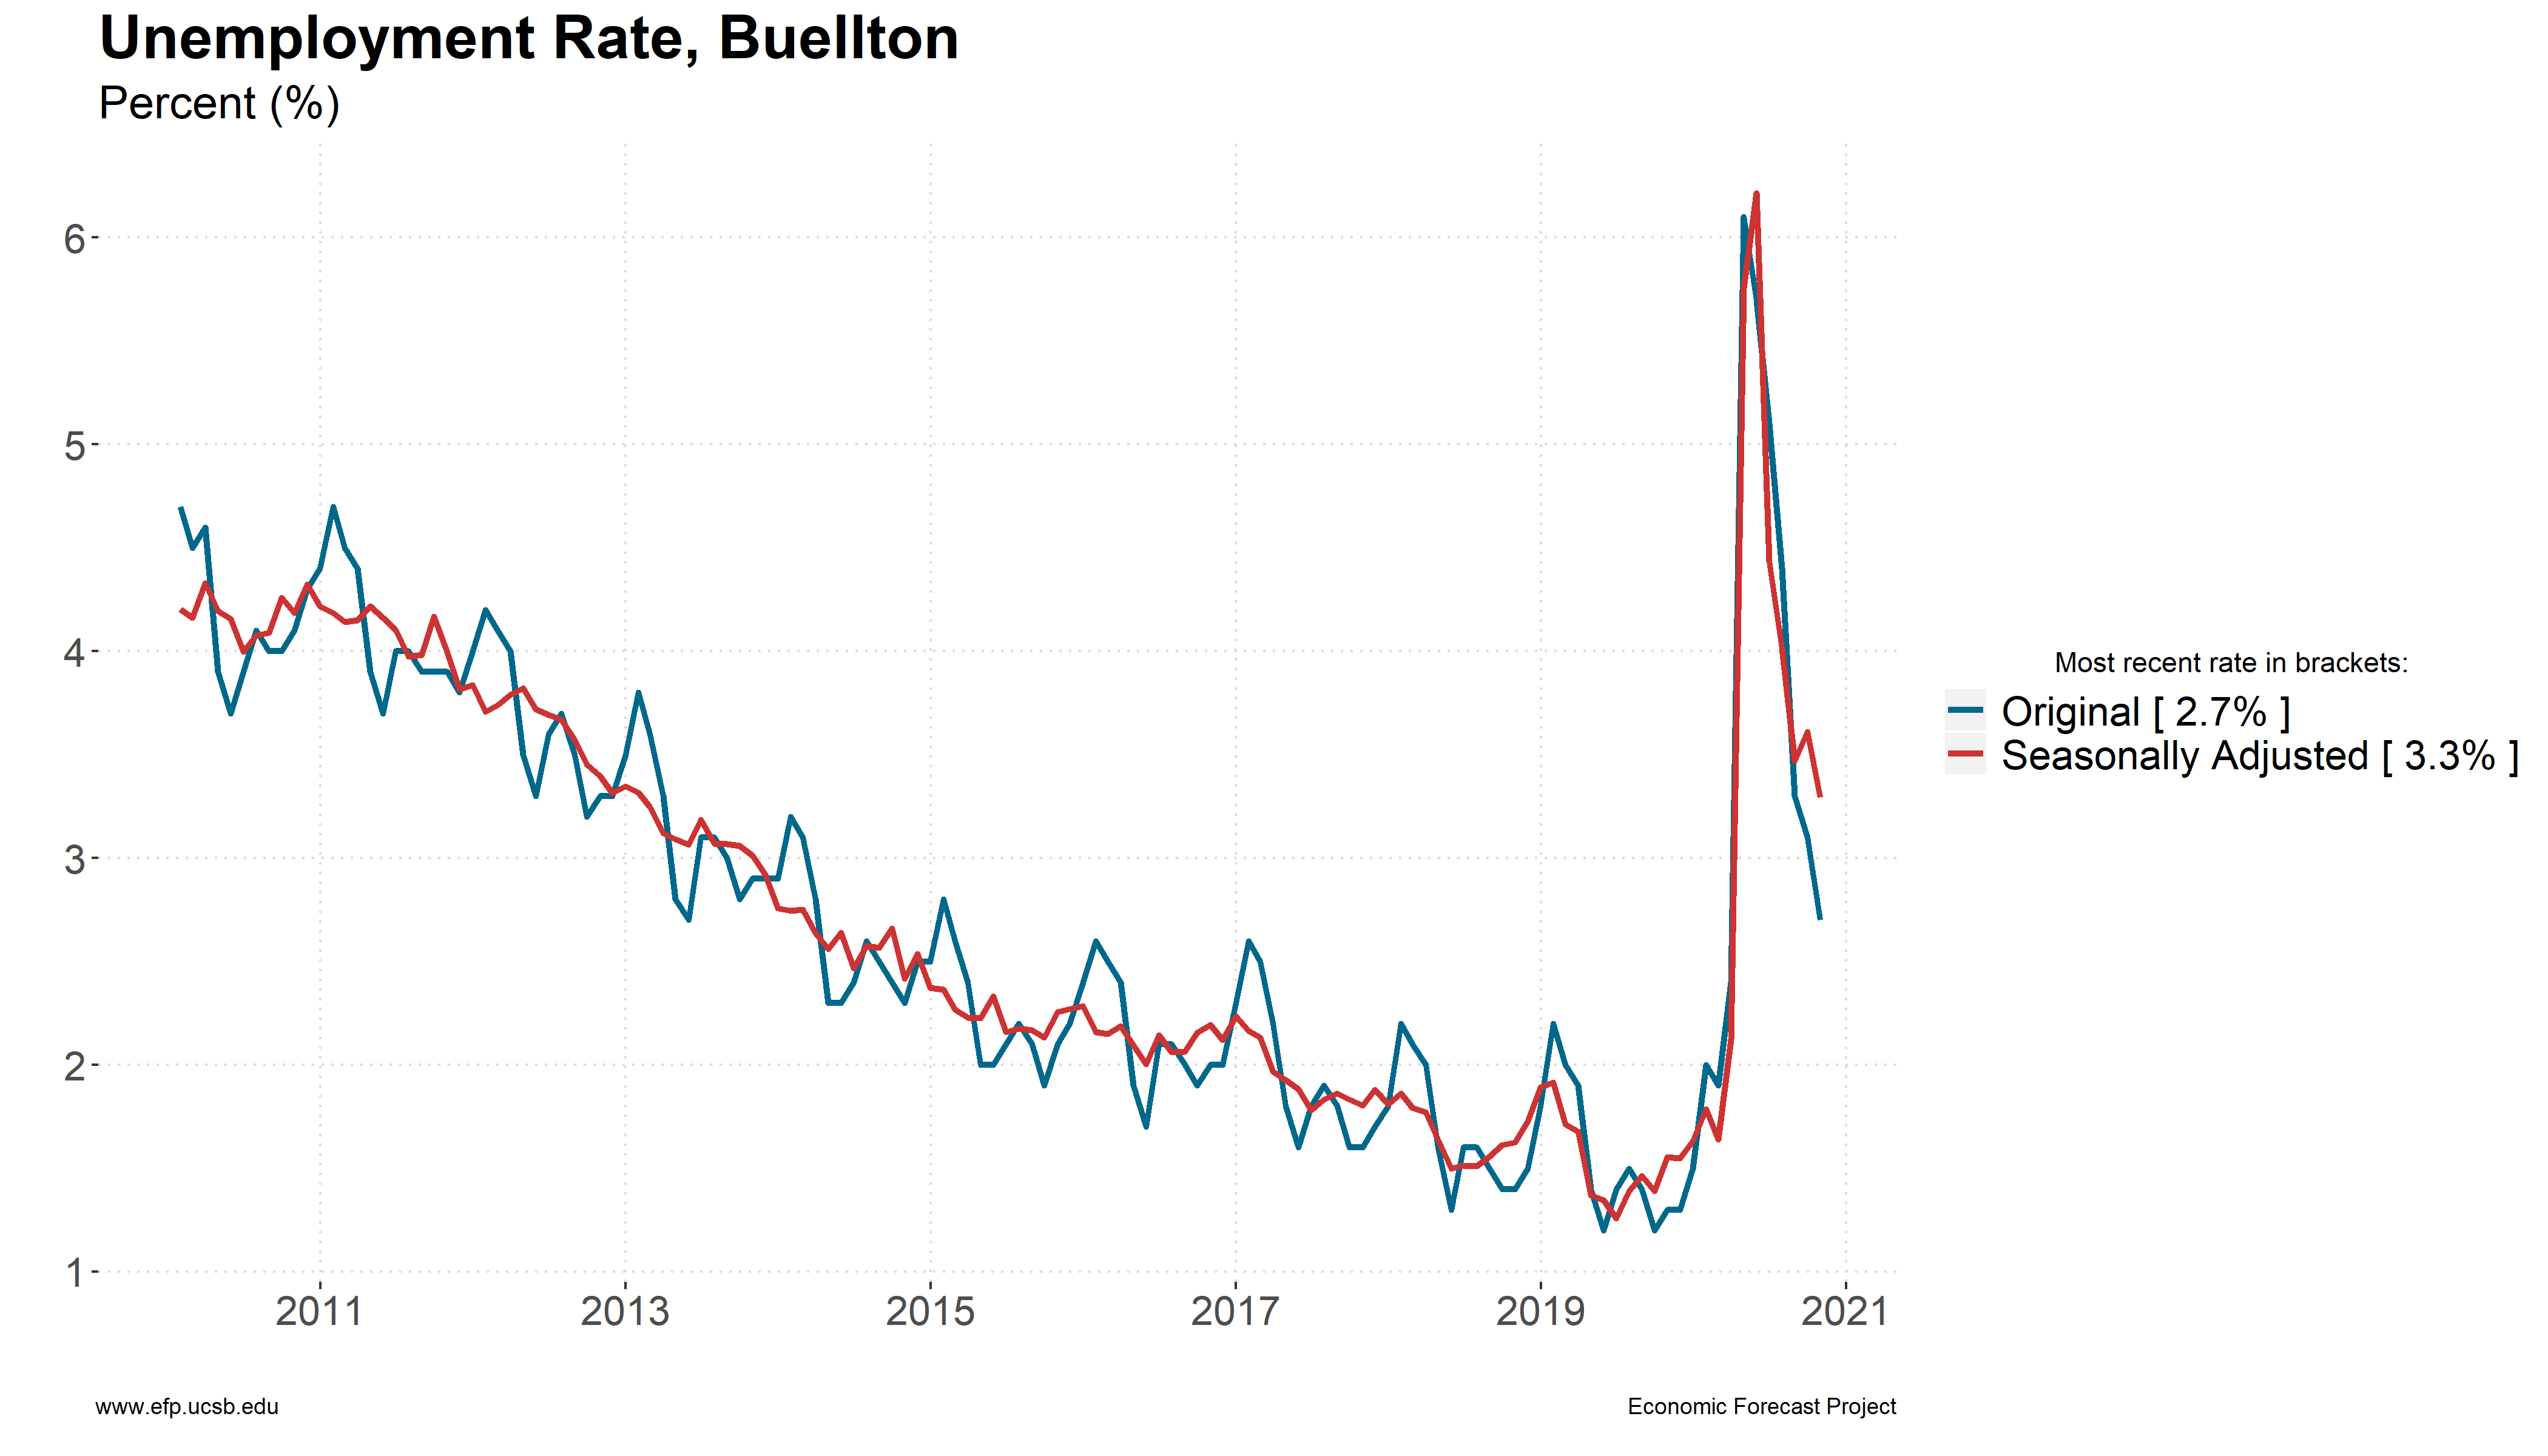 Unemployment Rate, Buellton
Percent (%)
6
5
4
3
2
1
2011 2013 2015 2017 2019 2021
Most recent rate in brackets:
Original [ 2.7% ]
Seasonally Adjusted [ 3.3% ]
www.efp.ucsb.edu Economic Forecast Project